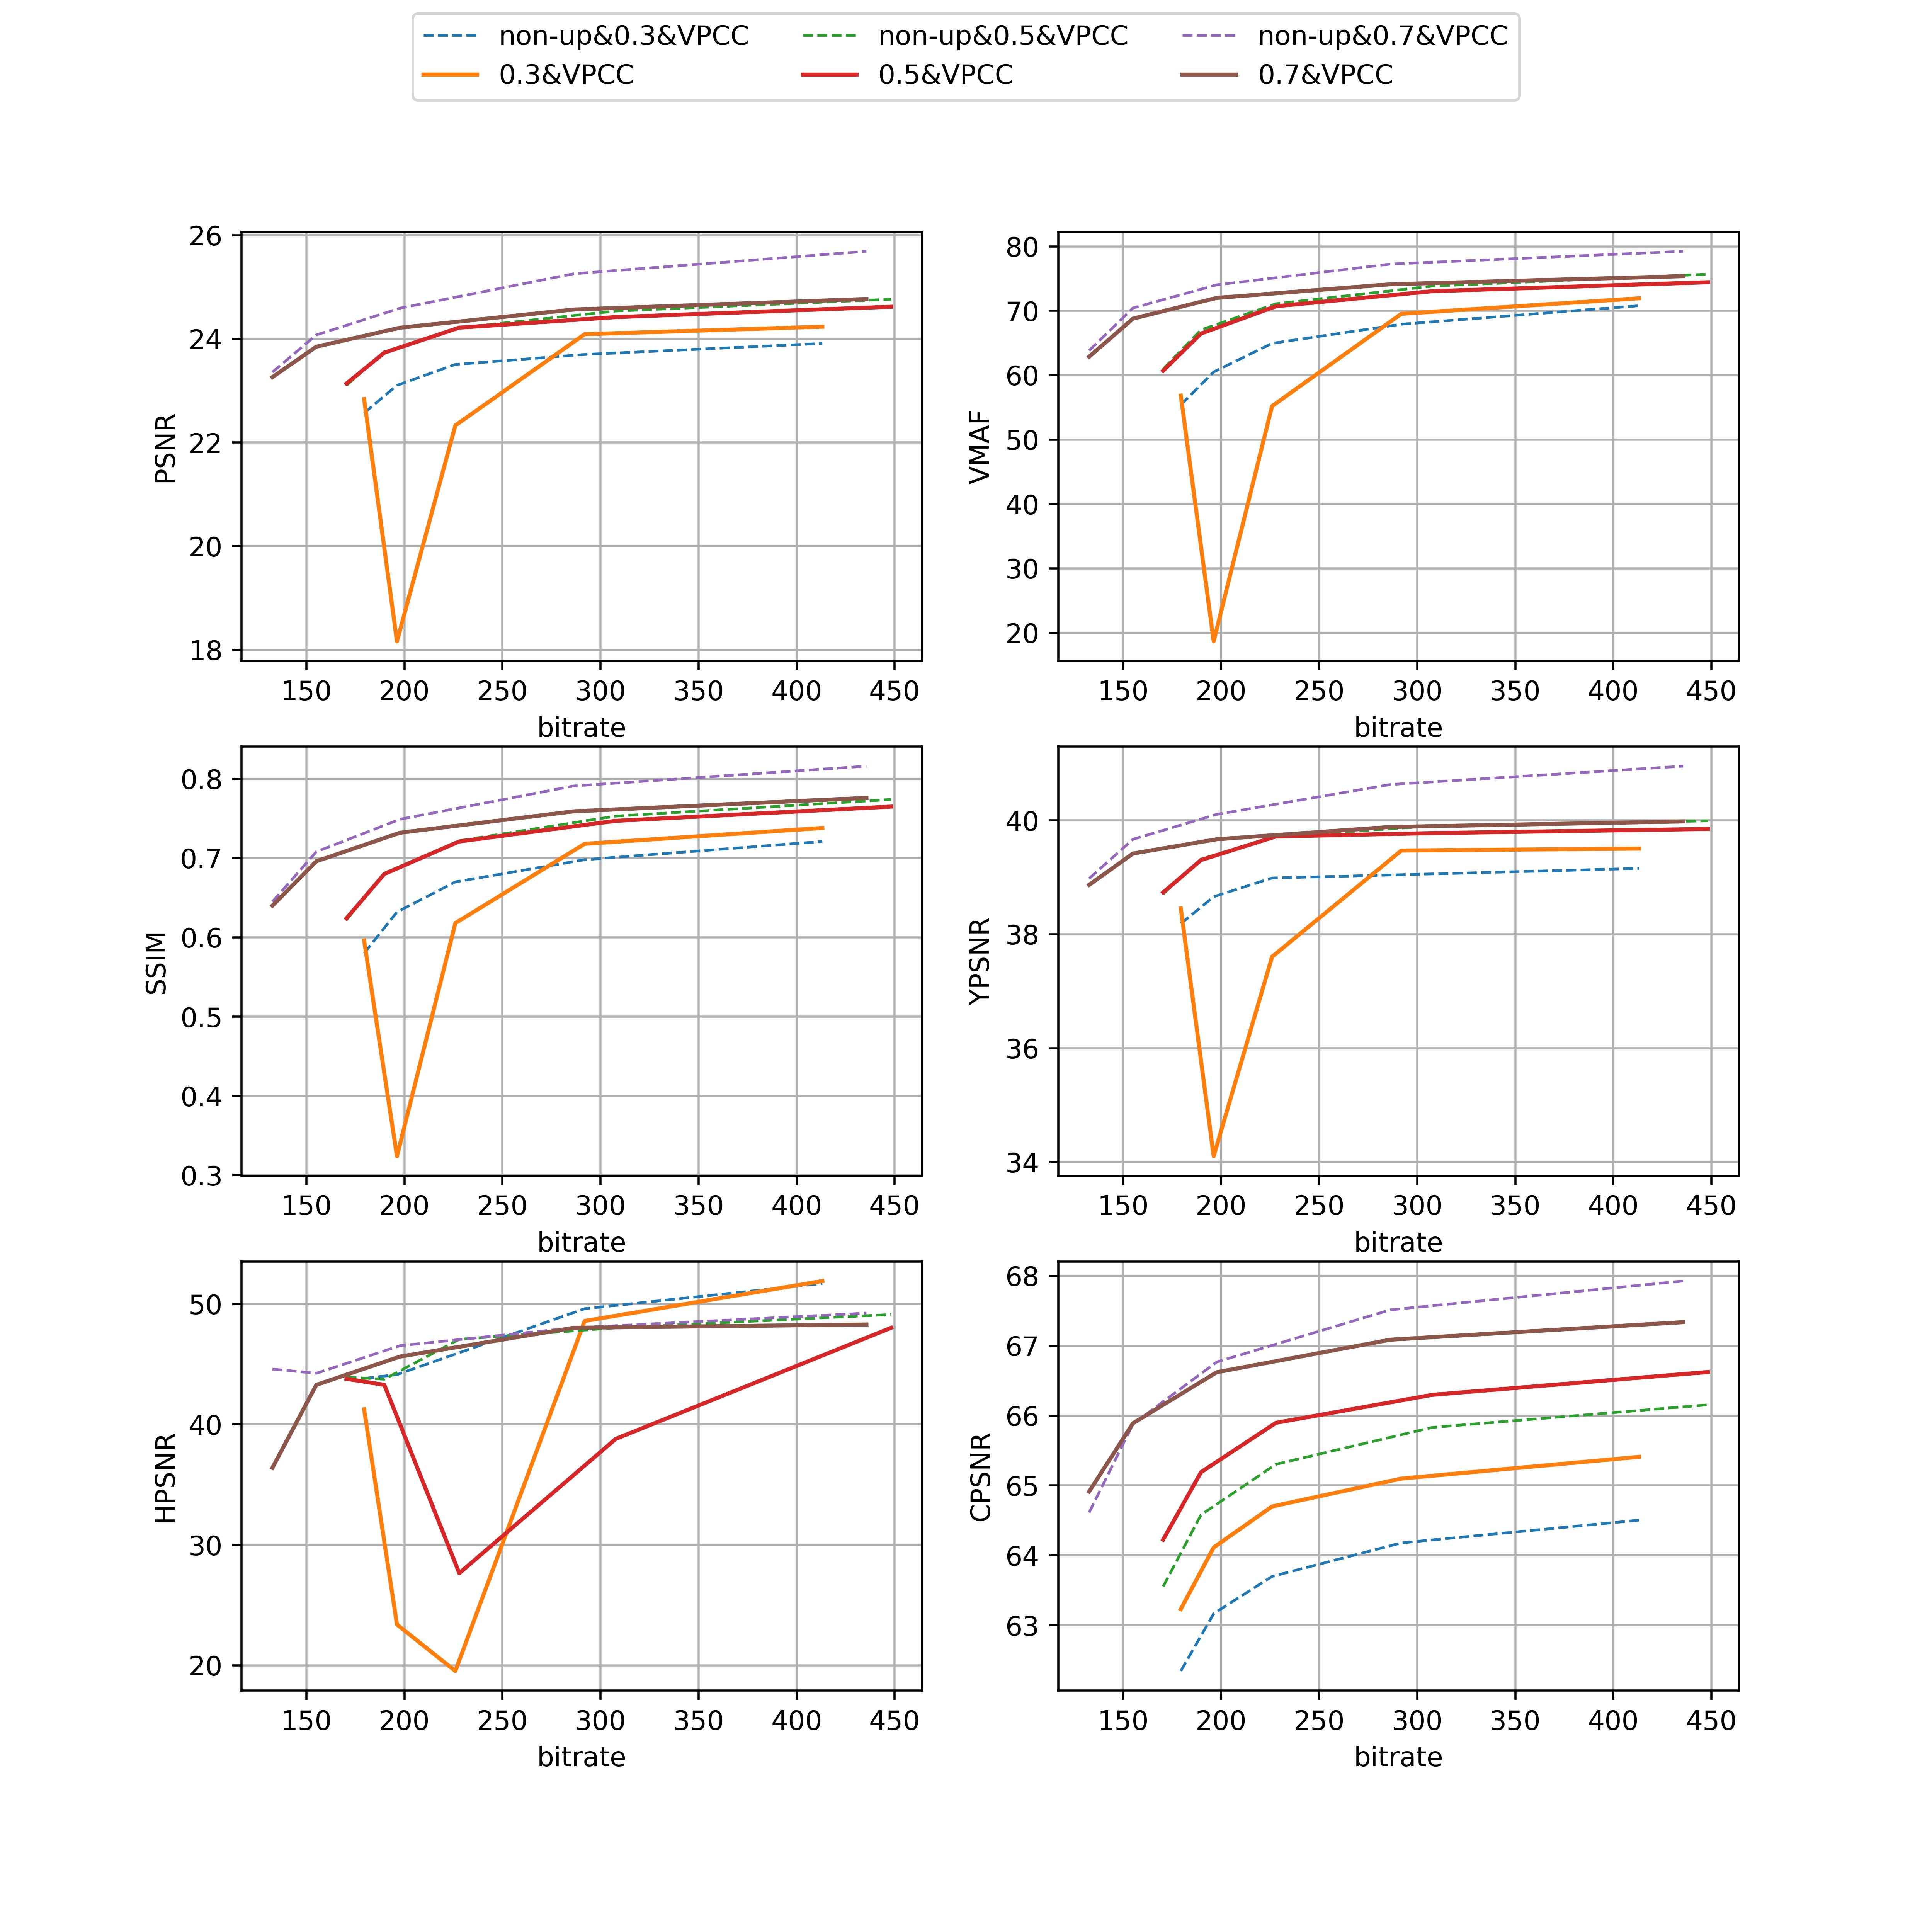 non-up&0.3&VPCC non-up&0.5&VPCC non-up&0.7&VPCC
0.3&VPCC 0.5&VPCC 0.7&VPCC
26
24
22
20
18
PSNR
150 200 250 300 350 400 450
bitrate
80
70
60
50
40
30
20
VMAF
150 200 250 300 350 400 450
bitrate
0.8
0.7
0.6
0.5
0.4
0.3
SSIM
150 200 250 300 350 400 450
bitrate
40
38
36
34
YPSNR
150 200 250 300 350 400 450
bitrate
50
40
30
20
HPSNR
150 200 250 300 350 400 450
bitrate
68
67
66
65
64
63
CPSNR
150 200 250 300 350 400 450
bitrate